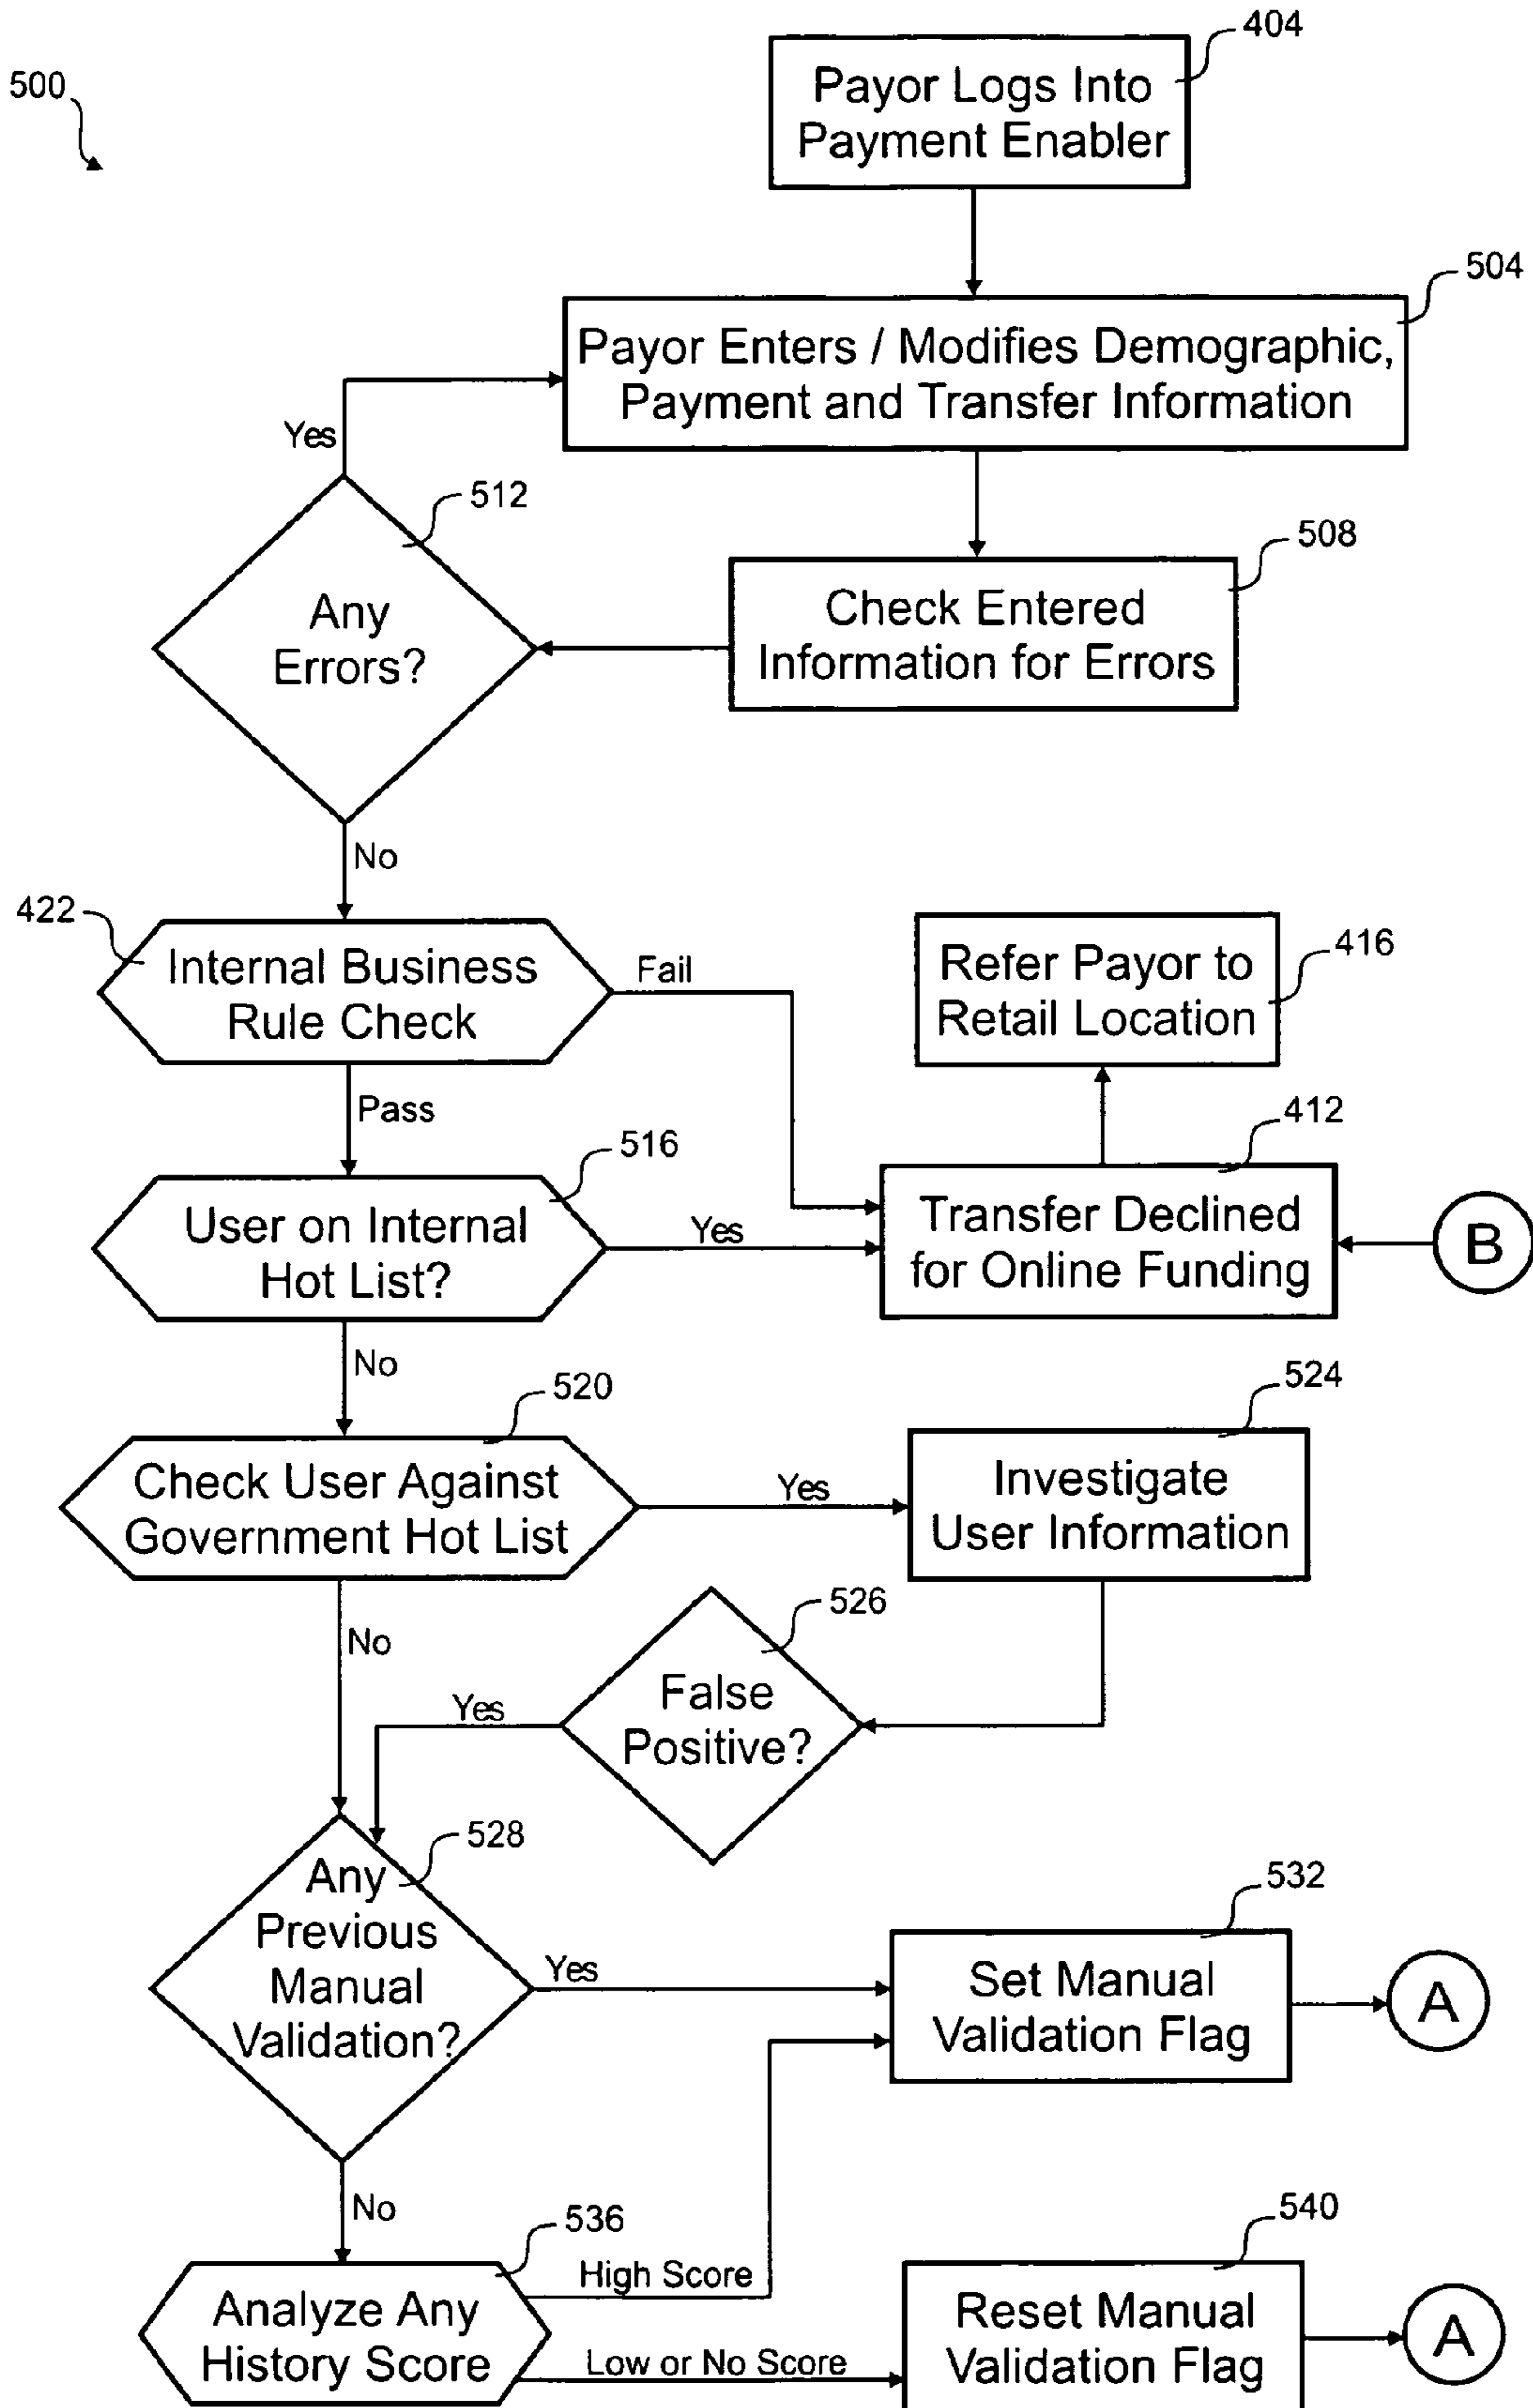 404
500
Payor Logs Into
Payment Enabler
504
Payor Enters / Modifies Demographic,
Payment and Transfer Information
Yes
512
508
Any
Errors?
Check Entered
Information for Errors
No
422
Internal Business
Rule Check
Fail
Refer Payor to
Retail Location
416
Pass
412
516
User on Internal
Hot List?
Yes
Transfer Declined
for Online Funding
B
No
520
524
Check User Against
Government Hot List
Yes
Investigate
User Information
526
No
False
Positive?
Yes
528
Any
Previous
Manual
Validation?
532
Yes
Set Manual
Validation Flag
A
No
536
540
High Score
Analyze Any
History Score
Low or No Score
Reset Manual
Validation Flag
A